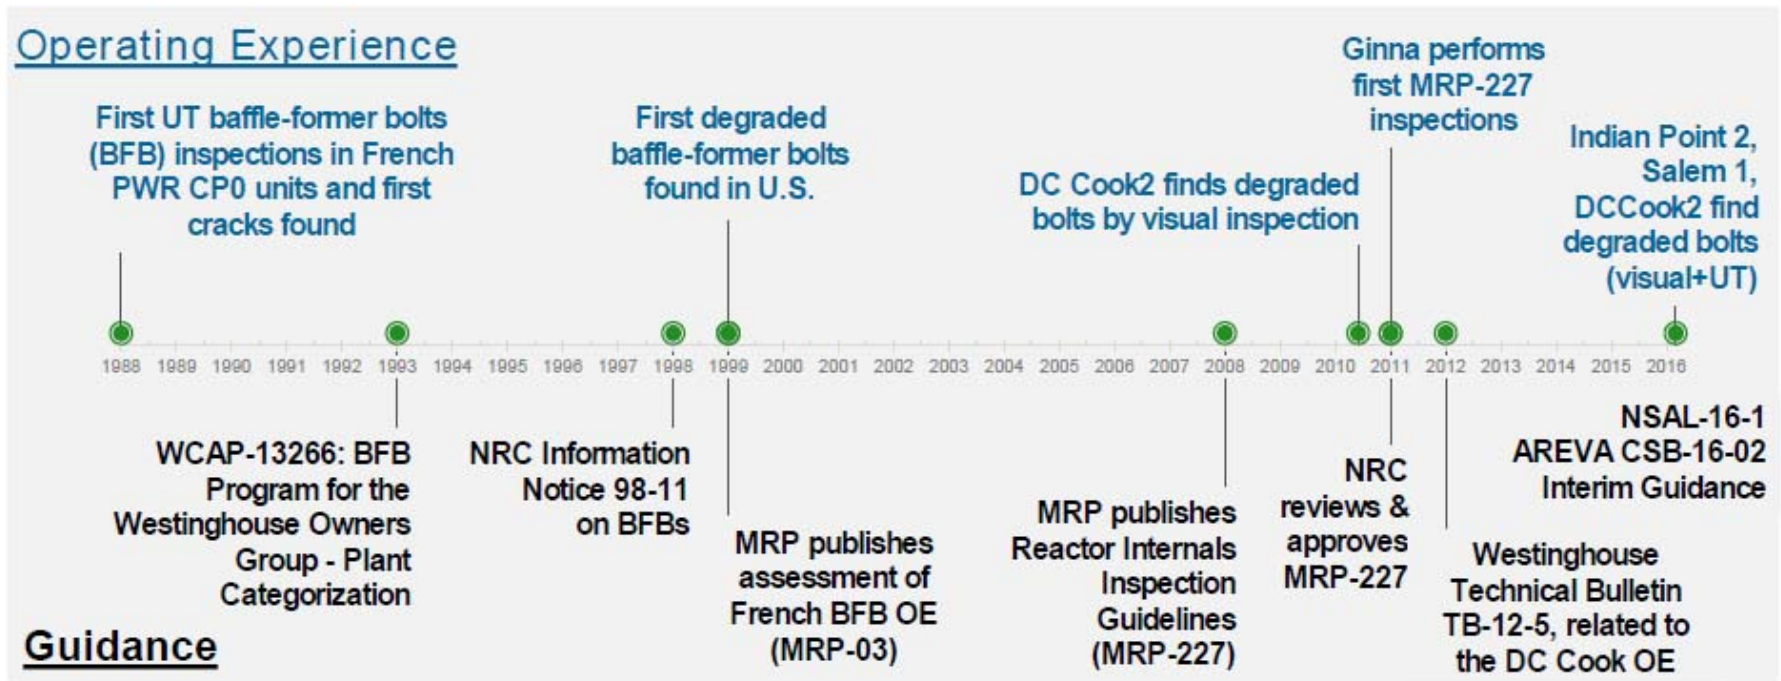 Operating Experience
First UT baffle-former bolts
(BFB) inspections in French
PWR CP0 units and first
cracks found
First degraded
baffle-former bolts
found in U.S.
DC Cook2 finds degraded
bolts by visual inspection
Ginna performs
first MRP-227
inspections
Indian Point 2,
Salem 1,
DCCook2 find
degraded bolts
(visual+UT)
1988 1989 1990 1991 1992 1993 1994 1995 1996 1997 1998 1999 2000 2001 2002 2003 2004 2005 2006 2007 2008 2009 2010 2011 2012 2013 2014 2015 2016
WCAP-13266: BFB
Program for the
Westinghouse Owners
Group - Plant
Categorization
NRC Information
Notice 98-11
on BFBs
MRP publishes
assessment of
French BFB OE
(MRP-03)
MRP publishes
Reactor Internals
Inspection
Guidelines
(MRP-227)
NRC
reviews &
approves
MRP-227
Westinghouse
Technical Bulletin
TB-12-5, related to
the DC Cook OE
NSAL-16-1
AREVA CSB-16-02
Interim Guidance
Guidance